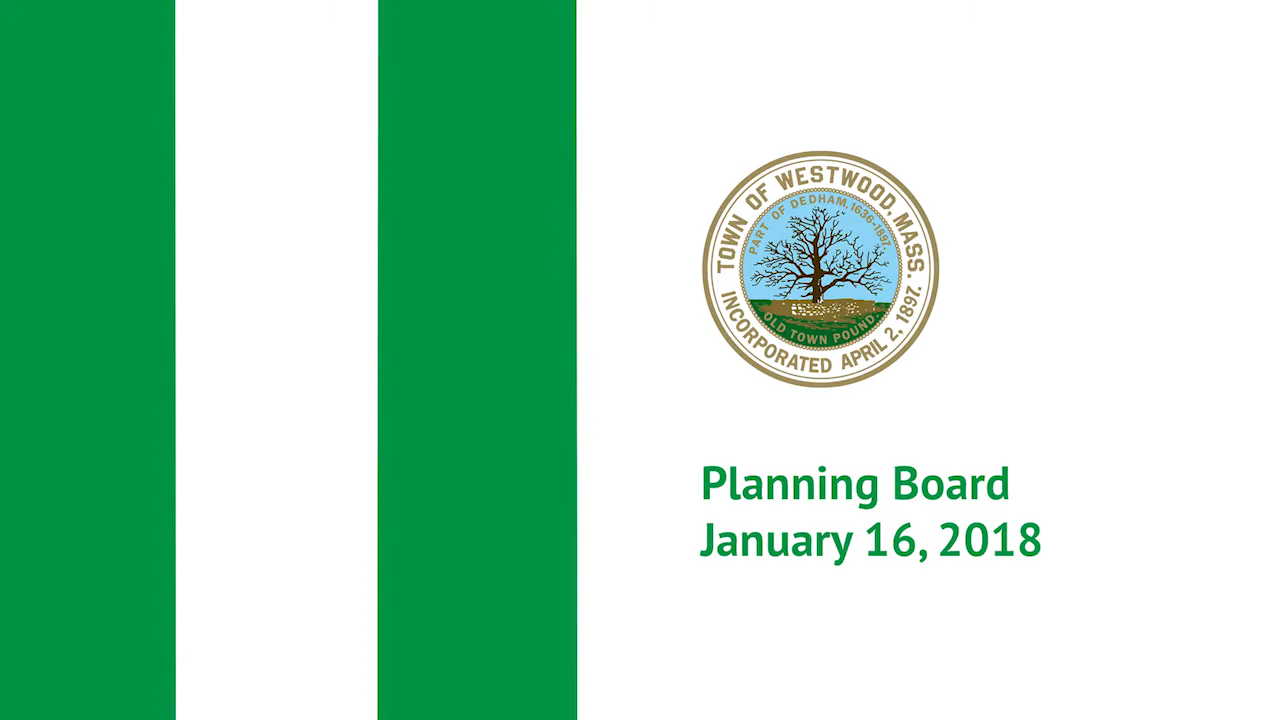 TOWN OF WESTWOOD, MASS.
PART OF DEDHAM, 1636-1897.
OLD TOWN POUND.
INCORPORATED APRIL 2, 1897.
Planning Board
January 16, 2018